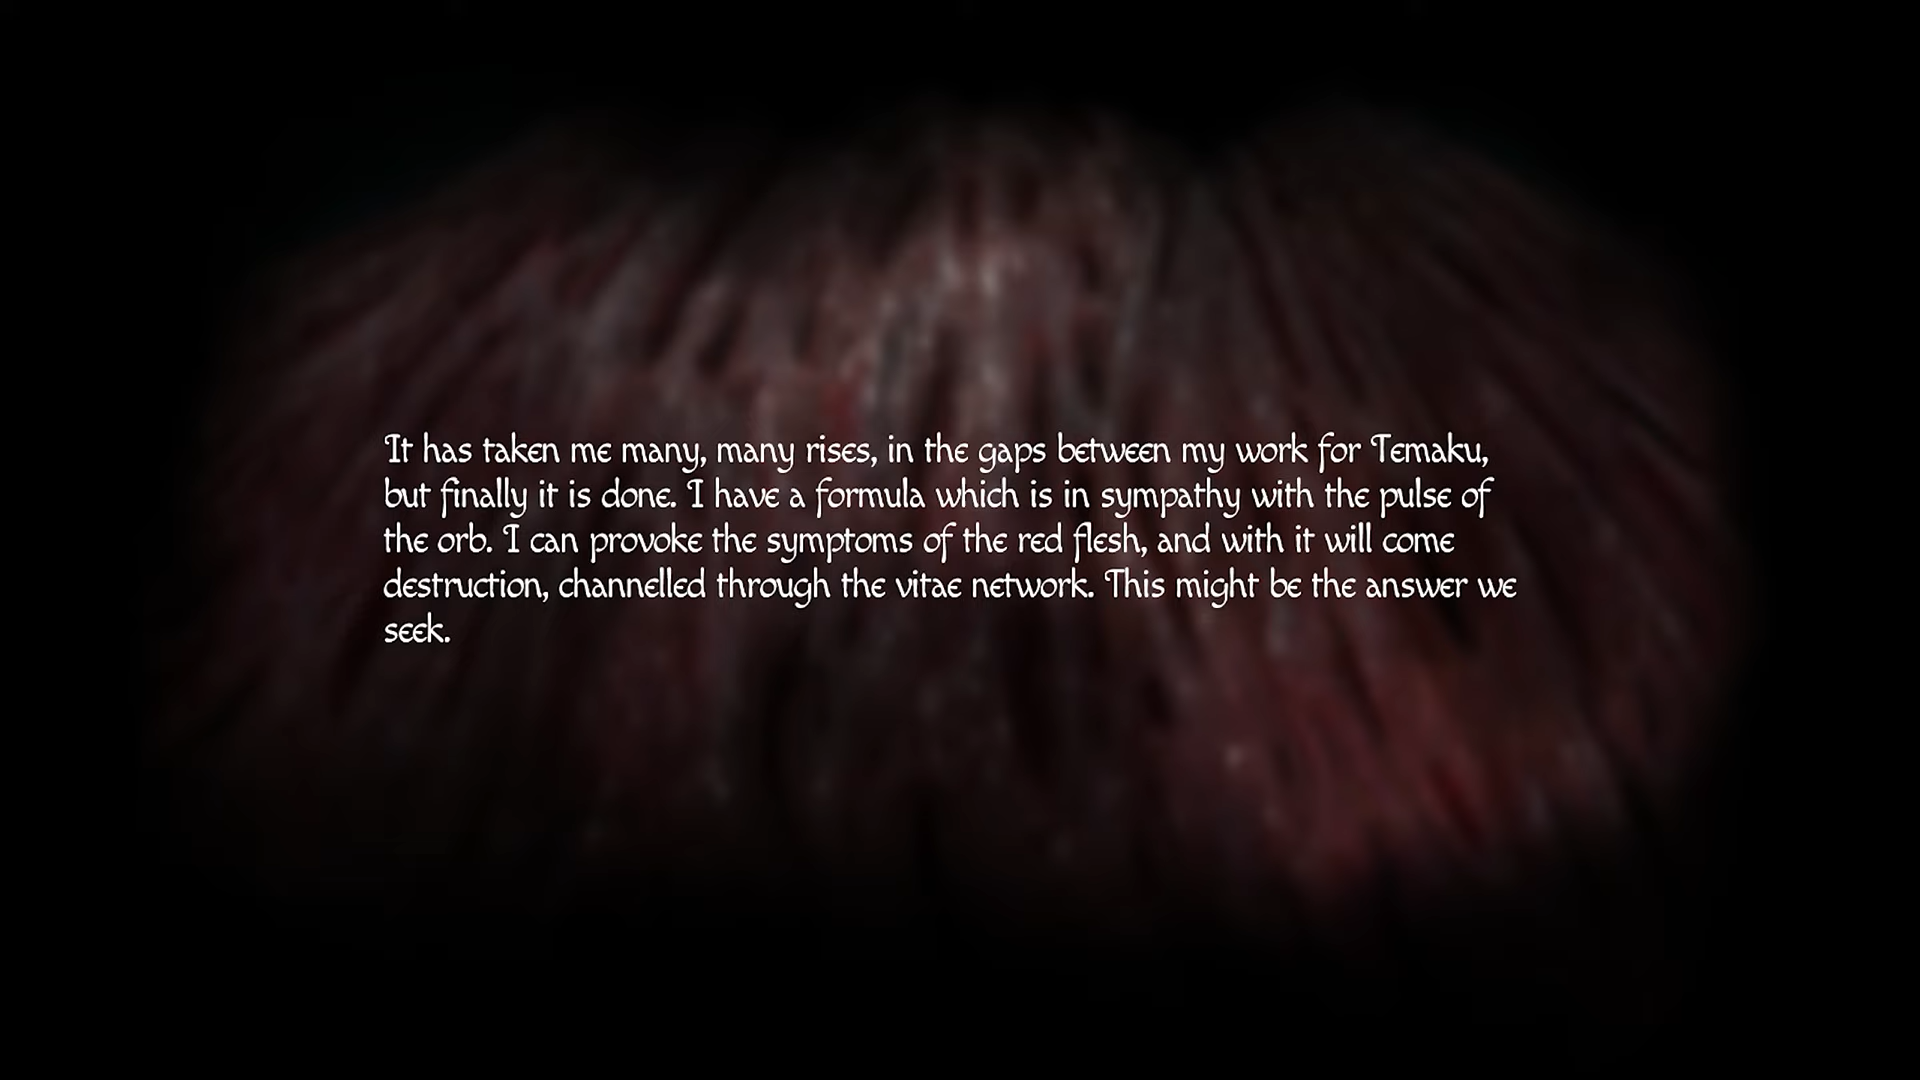 It has taken me many, many rises, in the gaps between my work for Temaku,
but finally it is done. I have a formula which is in sympathy with the pulse of
the orb. I can provoke the symptoms of the red flesh, and with it will come
destruction, channelled through the vitae network. This might be the answer we
seek.